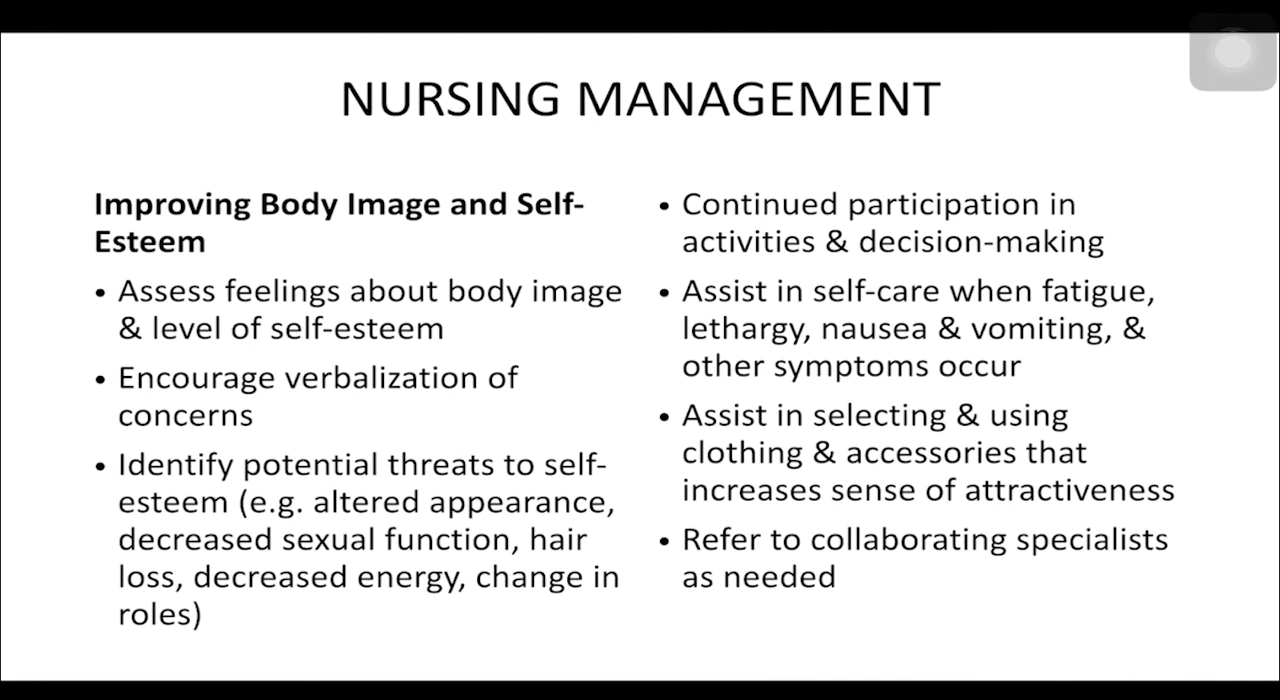 NURSING MANAGEMENT
Improving Body Image and Self-
Esteem
• Assess feelings about body image
& level of self-esteem
• Encourage verbalization of
concerns
• Identify potential threats to self-
esteem (e.g. altered appearance,
decreased sexual function, hair
loss, decreased energy, change in
roles)
• Continued participation in
activities & decision-making
• Assist in self-care when fatigue,
lethargy, nausea & vomiting, &
other symptoms occur
• Assist in selecting & using
clothing & accessories that
increases sense of attractiveness
• Refer to collaborating specialists
as needed